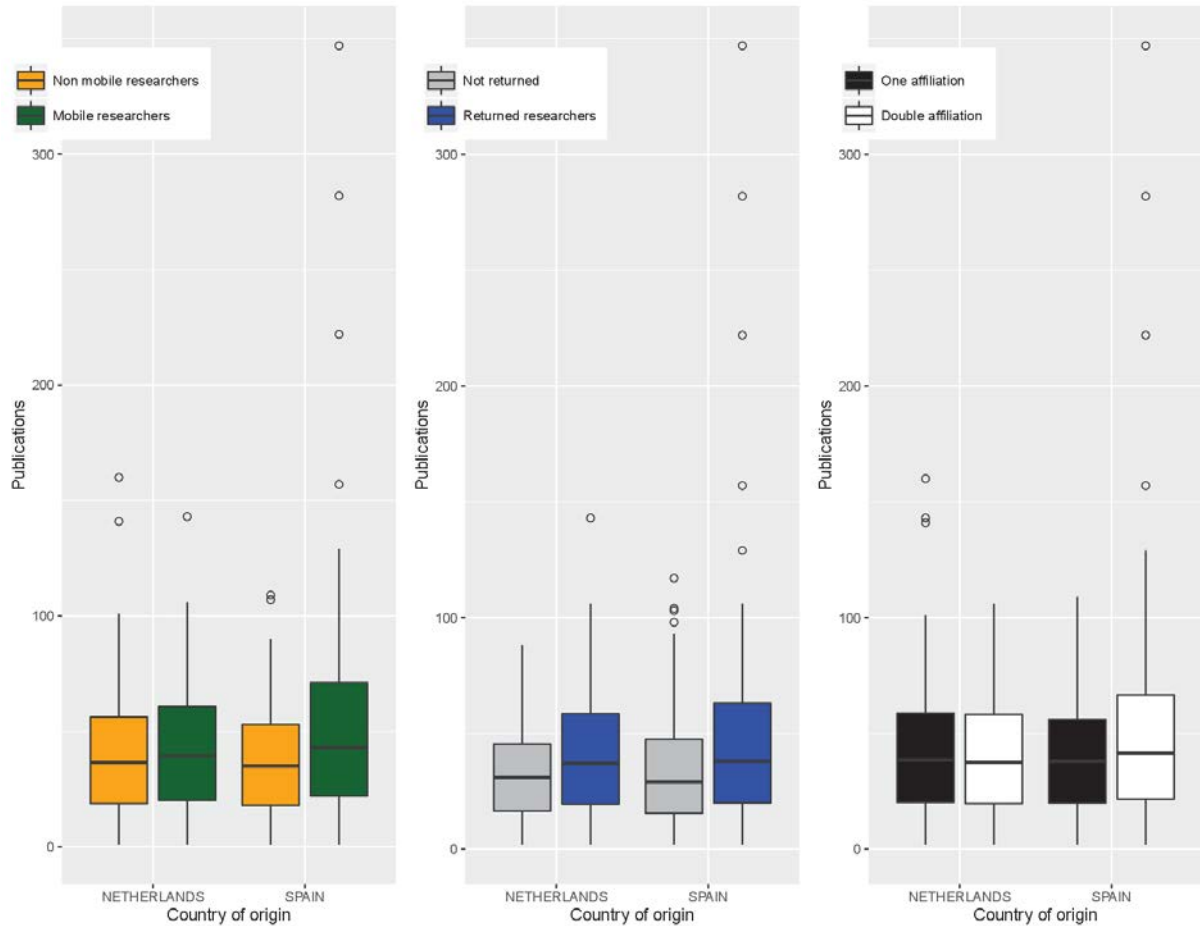 Non mobile researchers
Mobile researchers
300
200
100
0
Publications
NETHERLANDS
SPAIN
Country of origin
Not returned
Returned researchers
300
200
100
0
Publications
NETHERLANDS
SPAIN
Country of origin
One affiliation
Double affiliation
300
200
100
0
Publications
NETHERLANDS
SPAIN
Country of origin